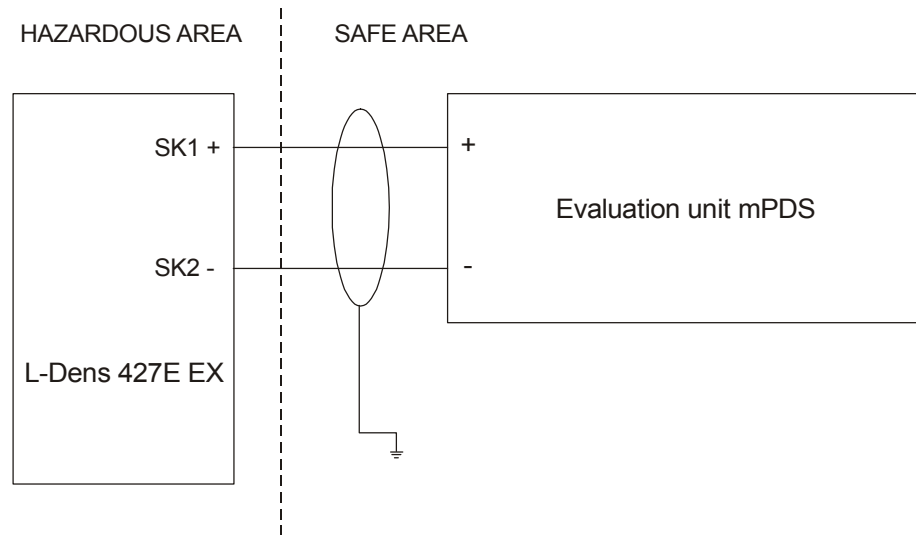 HAZARDOUS AREA
SAFE AREA
SK1 +
+
Evaluation unit mPDS
SK2 -
-
L-Dens 427E EX